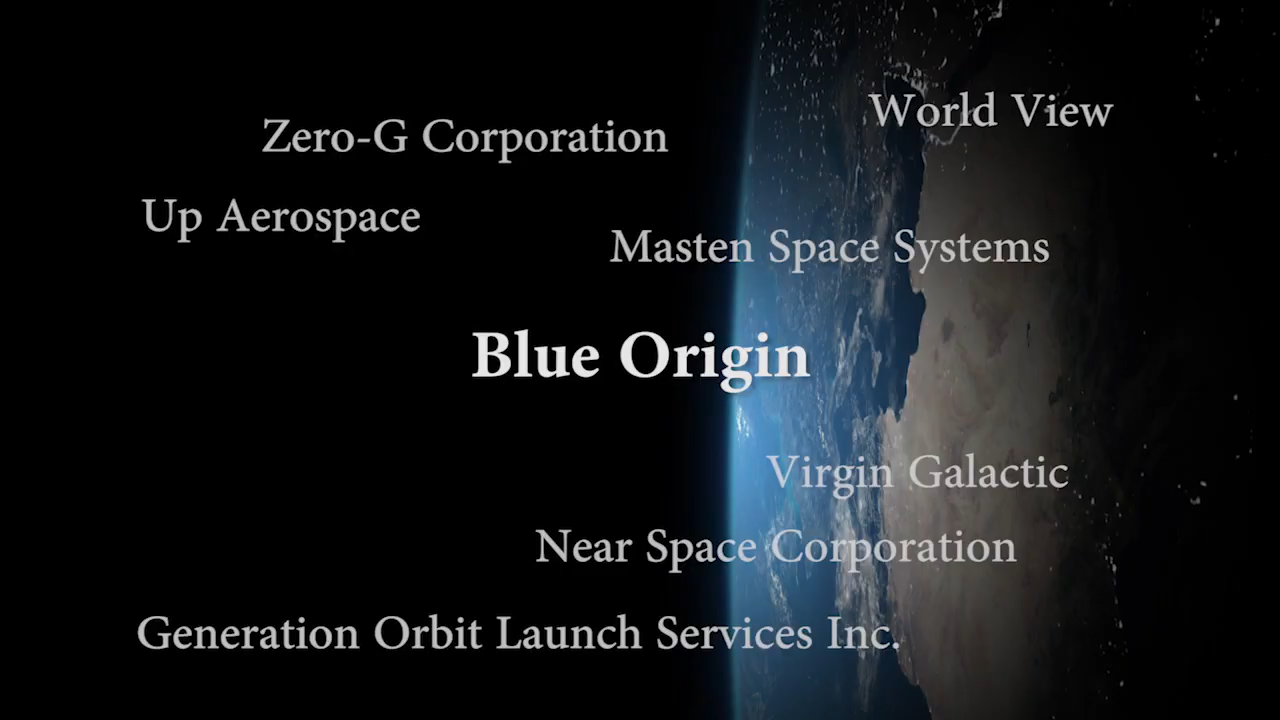 World View
Zero-G Corporation
Up Aerospace
Masten Space Systems
Blue Origin
Virgin Galactic
Near Space Corporation
Generation Orbit Launch Services Inc.